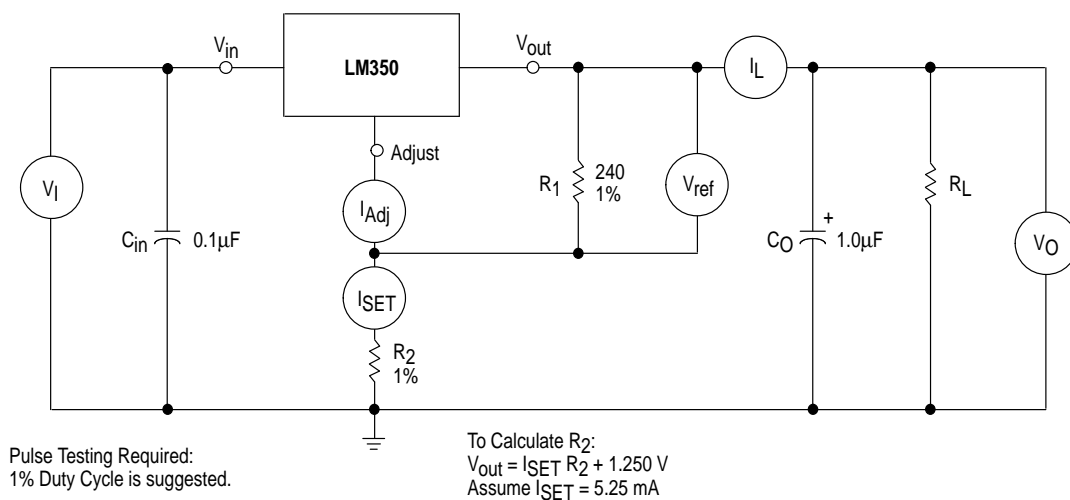 Vin
LM350
Vout
IL
Adjust
VI
R1
240
1%
Vref
RL
IAdj
Cin
0.1µF
CO
+
1.0µF
VO
ISET
R2
1%
Pulse Testing Required:
1% Duty Cycle is suggested.
To Calculate R2:
Vout = ISET R2 + 1.250 V
Assume ISET = 5.25 mA